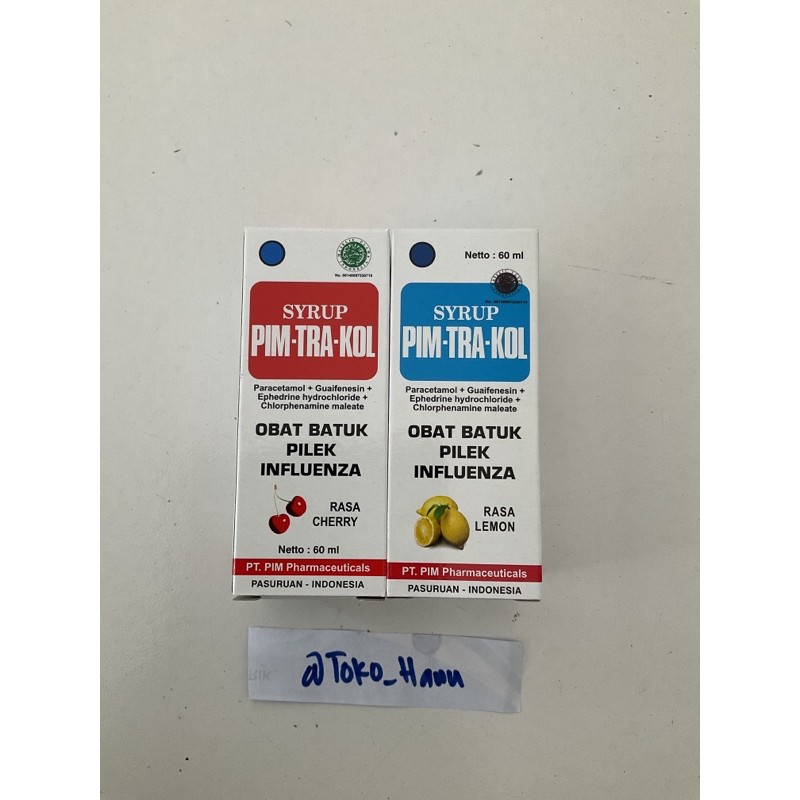 SYRUP
PIM-TRA-KOL
Paracetamol + Guaifenesin +
Ephedrine hydrochloride +
Chlorphenamine maleate
OBAT BATUK
PILEK
INFLUENZA
RASA
CHERRY
Netto : 60 ml
PT. PIM Pharmaceuticals
PASURUAN - INDONESIA
Netto : 60 ml
SYRUP
PIM-TRA-KOL
Paracetamol + Guaifenesin +
Ephedrine hydrochloride +
Chlorphenamine maleate
OBAT BATUK
PILEK
INFLUENZA
RASA
LEMON
PT. PIM Pharmaceuticals
PASURUAN - INDONESIA
@Toko_Hanu